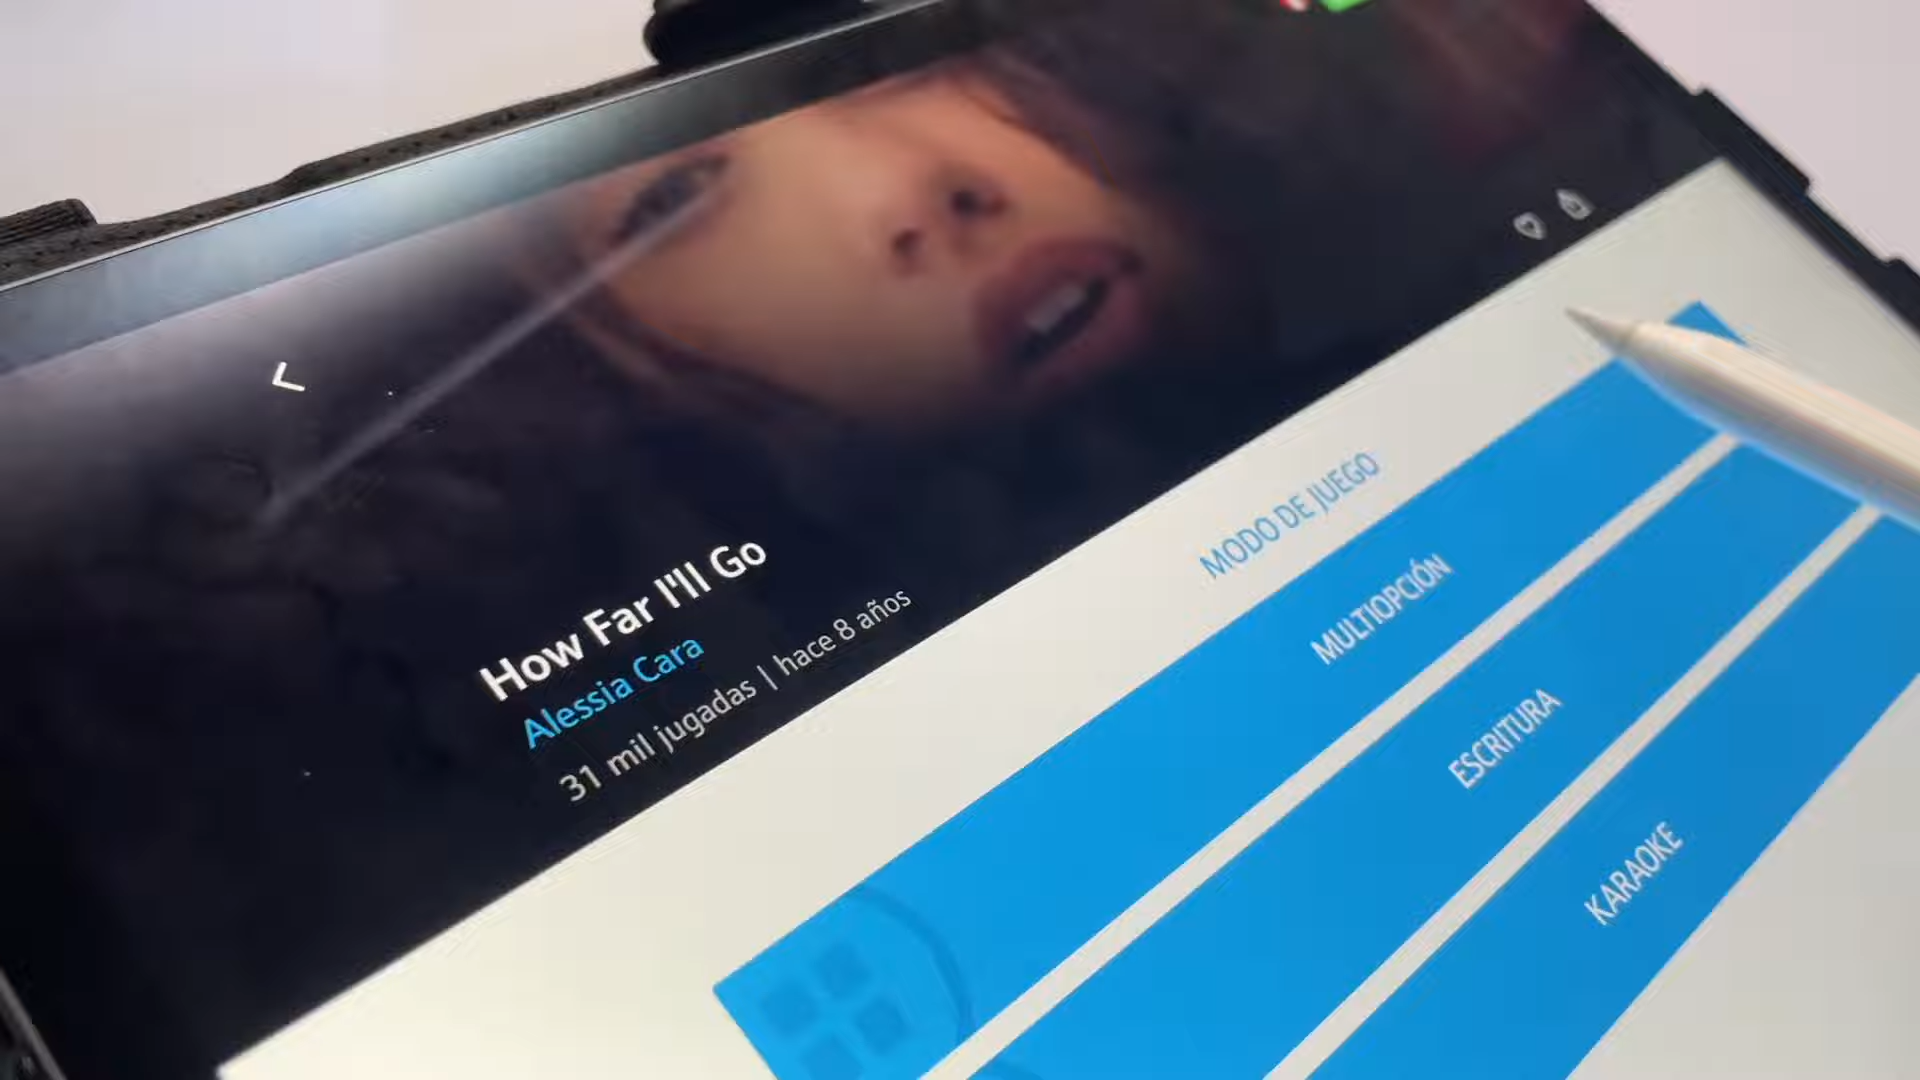 How Far I'll Go
Alessia Cara
31 mil jugadas | hace 8 años
MODO DE JUEGO
MULTIOPCIÓN
ESCRITURA
KARAOKE